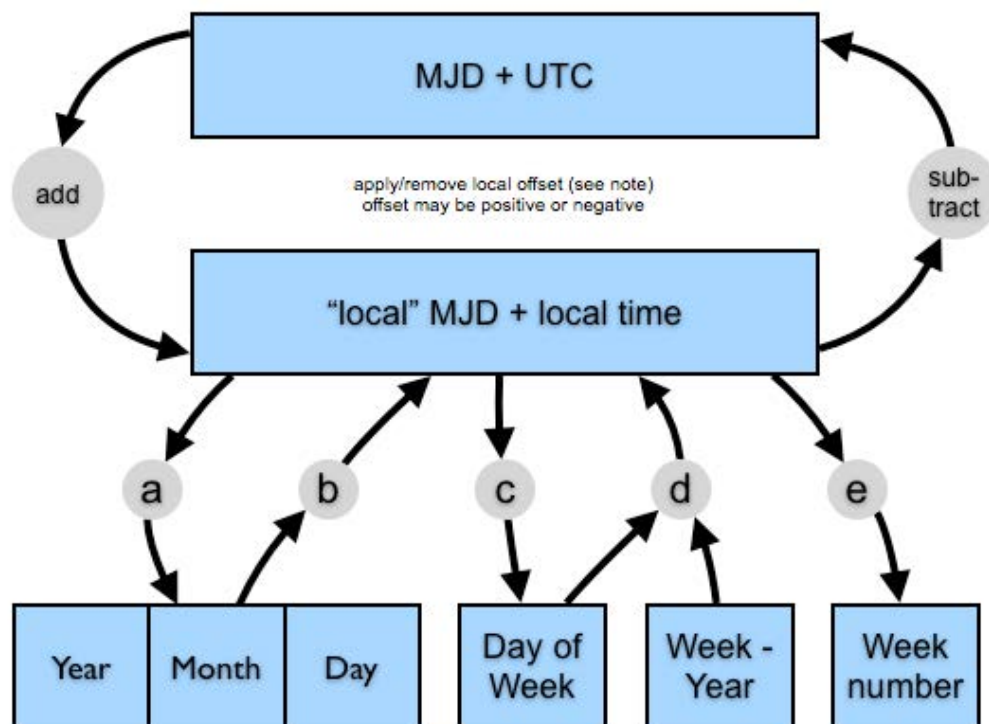 MJD + UTC
add
apply/remove local offset (see note)
offset may be positive or negative
sub-
tract
“local” MJD + local time
a
b
c
d
e
Year
Month
Day
Day of
Week
Week -
Year
Week
number